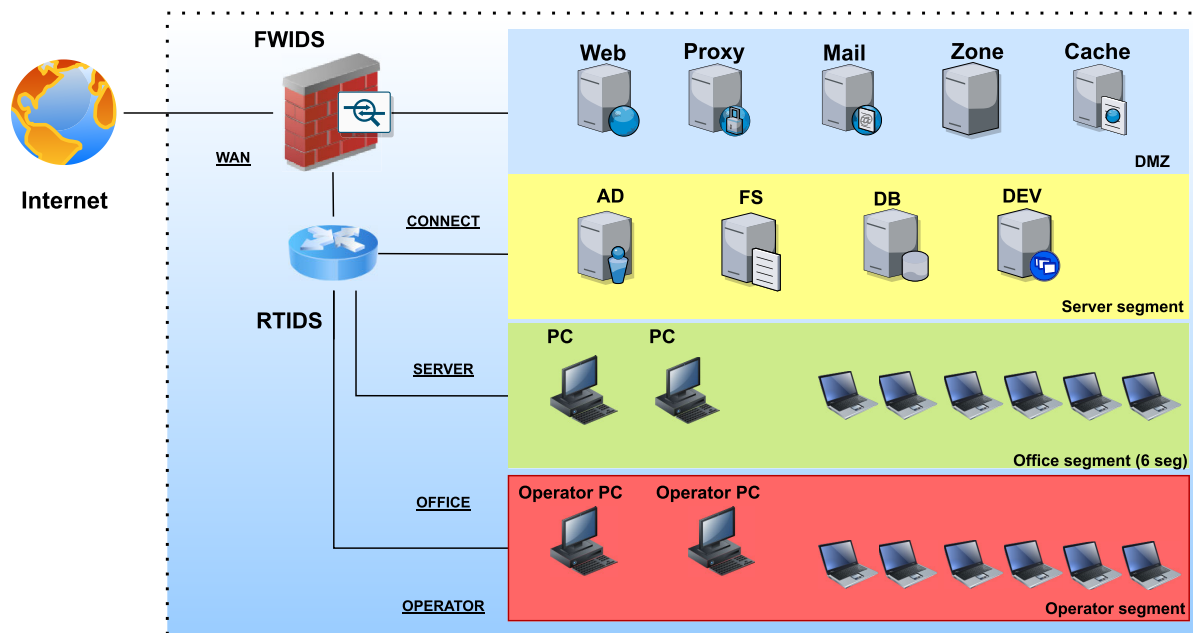 FWIDS
Internet
WAN
CONNECT
RTIDS
SERVER
OFFICE
OPERATOR
Web
Proxy
Mail
Zone
Cache
DMZ
AD
FS
DB
DEV
Server segment
PC
PC
Office segment (6 seg)
Operator PC
Operator PC
Operator segment